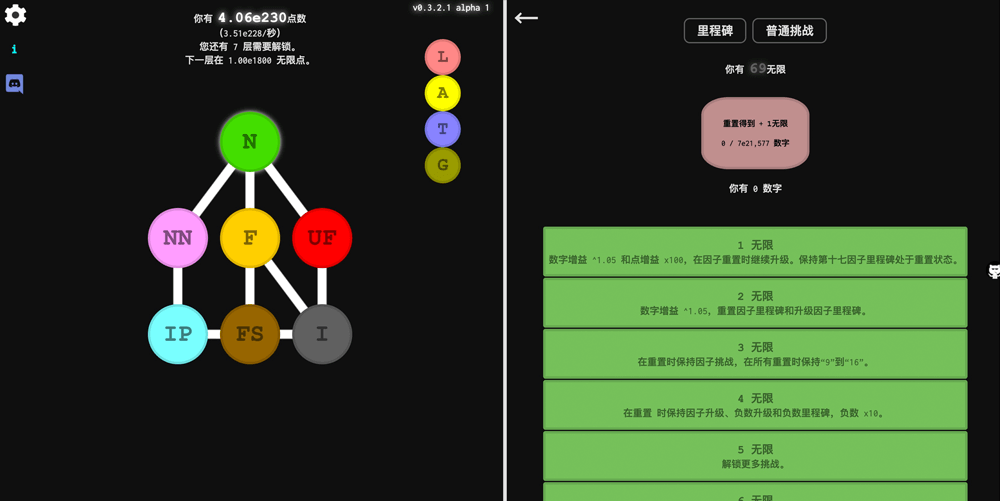 v0.3.2.1 alpha 1
你有 4.06e230点数
(3.51e228/秒)
您还有 7 层需要解锁。
下一层在 1.00e1800 无限点。
i
L
A
T
G
N
NN
F
UF
IP
FS
I
里程碑
普通挑战
你有 69无限
重置得到 + 1无限
0 / 7e21,577 数字
你有 0 数字
1 无限
数字增益 ^1.05 和点增益 x100，在因子重置时继续升级。保持第十七因子里程碑处于重置状态。
2 无限
数字增益 ^1.05，重置因子里程碑和升级因子里程碑。
3 无限
在重置时保持因子挑战，在所有重置时保持“9”到“16”。
4 无限
在重置 时保持因子升级、负数升级和负数里程碑，负数 x10。
5 无限
解锁更多挑战。
6 无限